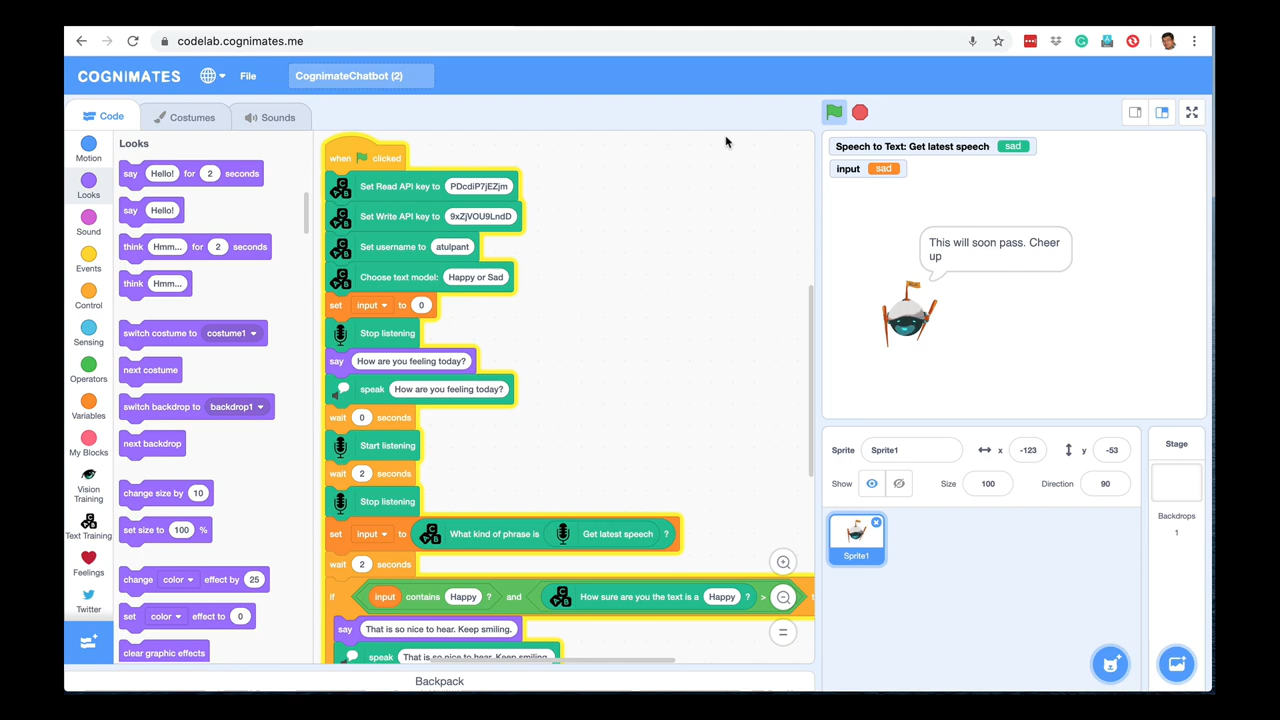 codelab.cognimates.me
COGNIMATES
File
CognimateChatbot (2)
Code
Costumes
Sounds
Motion
Looks
Sound
Events
Control
Sensing
Operators
Variables
My Blocks
Vision
Training
Text Training
Feelings
Twitter
Looks
say Hello! for 2 seconds
say Hello!
think Hmm... for 2 seconds
think Hmm...
switch costume to costume1
next costume
switch backdrop to backdrop1
next backdrop
change size by 10
set size to 100 %
change color effect by 25
set color effect to 0
clear graphic effects
when clicked
Set Read API key to PDcdiP7jEZjm
Set Write API key to 9xZjVOU9LndD
Set username to atulpant
Choose text model: Happy or Sad
set input to 0
Stop listening
say How are you feeling today?
speak How are you feeling today?
wait 0 seconds
Start listening
wait 2 seconds
Stop listening
set input to What kind of phrase is Get latest speech ?
wait 2 seconds
if input contains Happy ? and How sure are you the text is a Happy ? >
say That is so nice to hear. Keep smiling.
speak That is so nice to hear. Keep smiling.
Backpack
Speech to Text: Get latest speech sad
input sad
This will soon pass. Cheer
up
Sprite Sprite1 x -123 y -53
Show Size 100 Direction 90
Sprite1
Stage
Backdrops
1